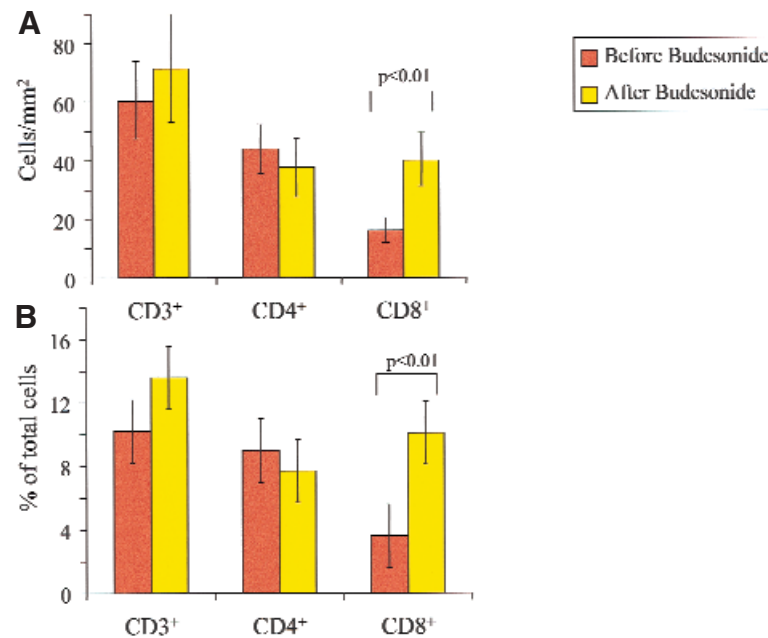 A
80
60
40
20
0
Cells/mm²
p<0.01
CD3⁺
CD4⁺
CD8⁺
Before Budesonide
After Budesonide
B
16
12
8
4
0
% of total cells
p<0.01
CD3⁺
CD4⁺
CD8⁺